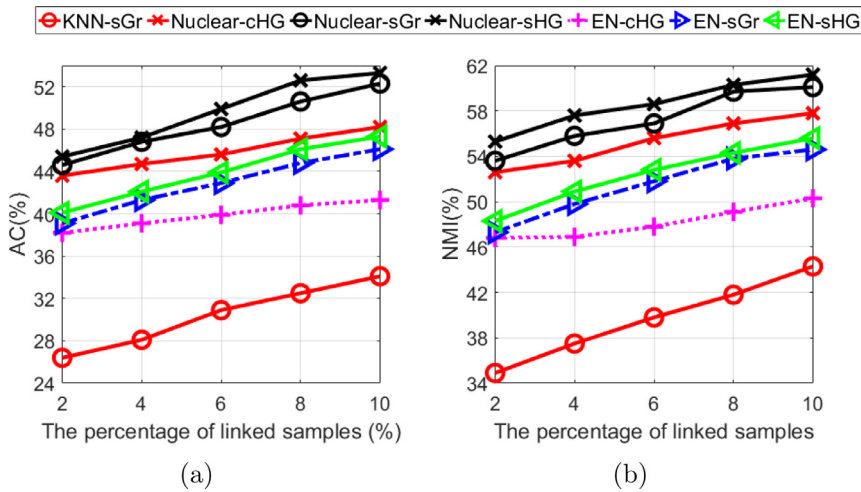 KNN-sGr Nuclear-cHG Nuclear-sGr Nuclear-sHG EN-cHG EN-sGr EN-sHG
AC(%)
52
48
44
40
36
32
28
24
2 4 6 8 10
The percentage of linked samples (%)
(a)
NMI(%)
62
58
54
50
46
42
38
34
2 4 6 8 10
The percentage of linked samples
(b)